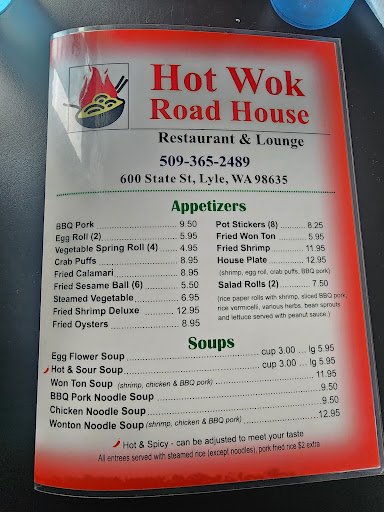 Hot Wok
Road House
Restaurant & Lounge
509-365-2489
600 State St, Lyle, WA 98635
Appetizers
BBQ Pork 9.50
Egg Roll (2) 5.95
Vegetable Spring Roll (4) 4.95
Crab Puffs 8.95
Fried Calamari 8.95
Fried Sesame Ball (6) 5.50
Steamed Vegetable 6.95
Fried Shrimp Deluxe 12.95
Fried Oysters 8.95
Pot Stickers (8) 8.25
Fried Won Ton 5.95
Fried Shrimp 11.95
House Plate 12.95
(shrimp, egg roll, crab puffs, BBQ pork)
Salad Rolls (2) 7.50
(rice paper rolls with shrimp, sliced BBQ pork,
rice vermicelli, various herbs, bean sprouts
and lettuce served with peanut sauce.)
Soups
Egg Flower Soup cup 3.00 ... lg 5.95
Hot & Sour Soup cup 3.00 ... lg 5.95
Won Ton Soup (shrimp, chicken & BBQ pork) 11.95
BBQ Pork Noodle Soup 9.50
Chicken Noodle Soup 9.50
Wonton Noodle Soup (shrimp, chicken & BBQ pork) 12.95
Hot & Spicy - can be adjusted to meet your taste
All entrees served with steamed rice (except noodles), pork fried rice $2 extra